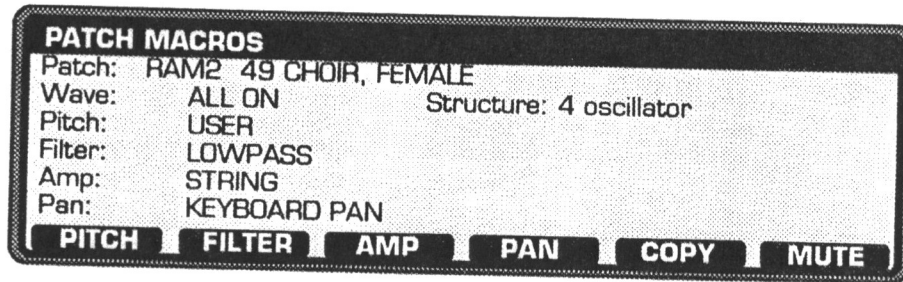 PATCH MACROS
Patch: RAM2 49 CHOIR, FEMALE
Wave: ALL ON Structure: 4 oscillator
Pitch: USER
Filter: LOWPASS
Amp: STRING
Pan: KEYBOARD PAN
PITCH FILTER AMP PAN COPY MUTE